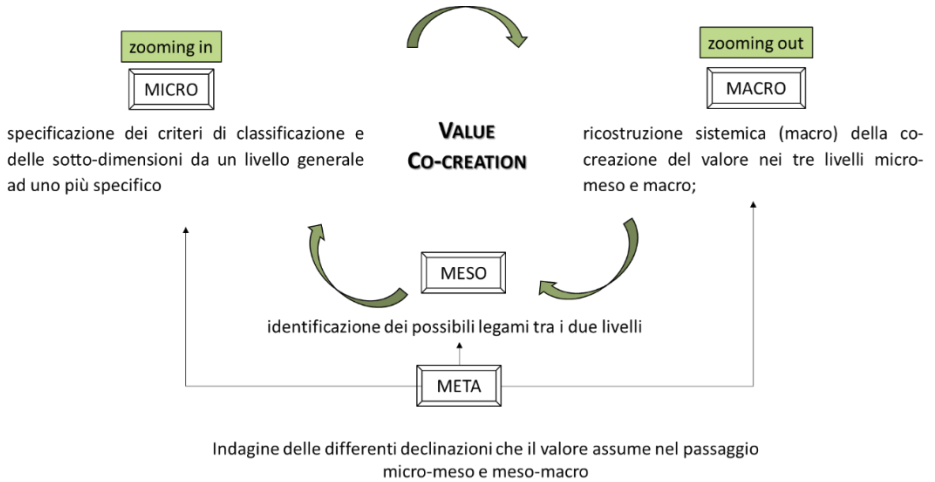 zooming in
MICRO
specificazione dei criteri di classificazione e
delle sotto-dimensioni da un livello generale
ad uno più specifico
VALUE
CO-CREATION
zooming out
MACRO
ricostruzione sistemica (macro) della co-
creazione del valore nei tre livelli micro-
meso e macro;
MESO
identificazione dei possibili legami tra i due livelli
META
Indagine delle differenti declinazioni che il valore assume nel passaggio
micro-meso e meso-macro